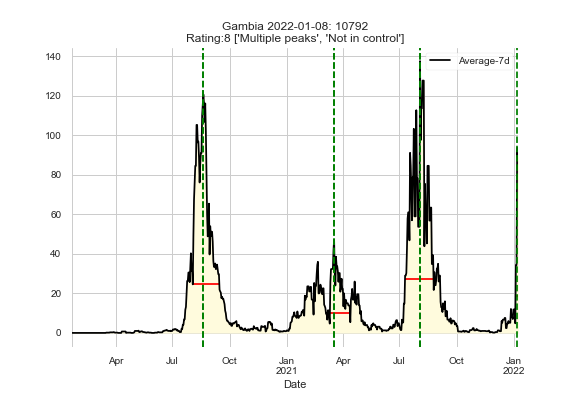 Gambia 2022-01-08: 10792
Rating:8 ['Multiple peaks', 'Not in control']
Average-7d
140
120
100
80
60
40
20
0
Apr Jul Oct Jan Apr Jul Oct Jan
2021 2022
Date